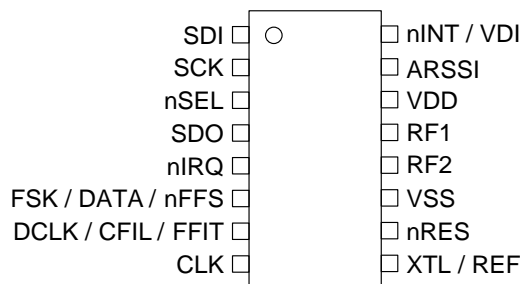 SDI nINT / VDI
SCK ARSSI
nSEL VDD
SDO RF1
nIRQ RF2
FSK / DATA / nFFS VSS
DCLK / CFIL / FFIT nRES
CLK XTL / REF